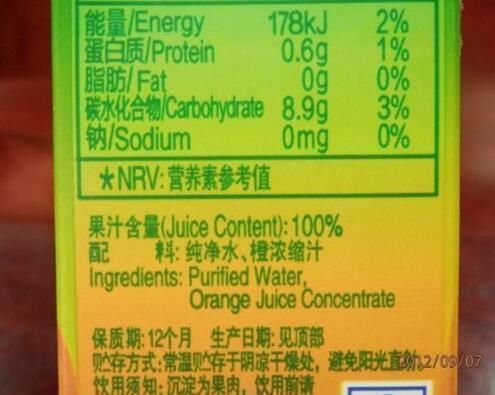 能量/Energy 178kJ 2%
蛋白质/Protein 0.6g 1%
脂肪/Fat 0g 0%
碳水化合物/Carbohydrate 8.9g 3%
钠/Sodium 0mg 0%
*NRV:营养素参考值
果汁含量(Juice Content): 100%
配 料: 纯净水、橙浓缩汁
Ingredients: Purified Water,
Orange Juice Concentrate
保质期: 12个月 生产日期: 见顶部
贮存方式:常温贮存于阴凉干燥处, 避免阳光直射。
2012/09/07
饮用须知: 沉淀为果肉, 饮用前请